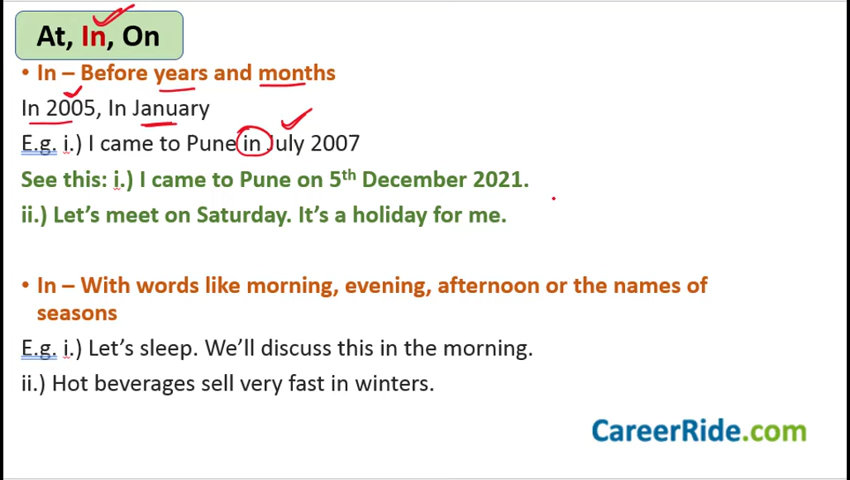 At, In, On
• In – Before years and months
In 2005, In January
E.g. i.) I came to Pune in July 2007
See this: i.) I came to Pune on 5th December 2021.
ii.) Let's meet on Saturday. It's a holiday for me.
• In – With words like morning, evening, afternoon or the names of
seasons
E.g. i.) Let's sleep. We'll discuss this in the morning.
ii.) Hot beverages sell very fast in winters.
CareerRide.com